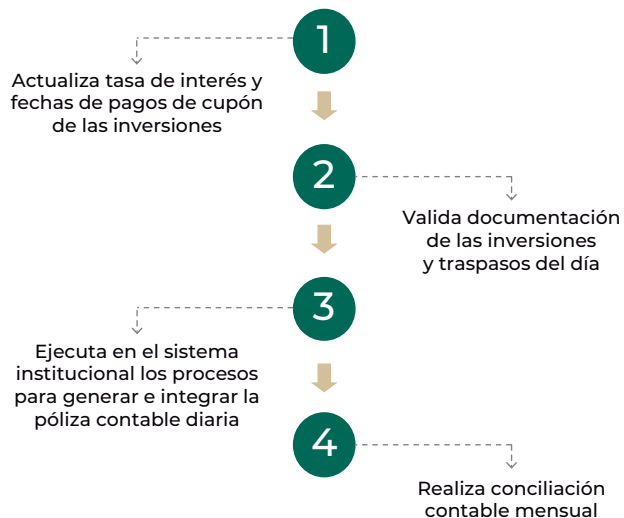 1
Actualiza tasa de interés y
fechas de pagos de cupón
de las inversiones
2
Valida documentación
de las inversiones
y traspasos del día
3
Ejecuta en el sistema
institucional los procesos
para generar e integrar la
póliza contable diaria
4
Realiza conciliación
contable mensual